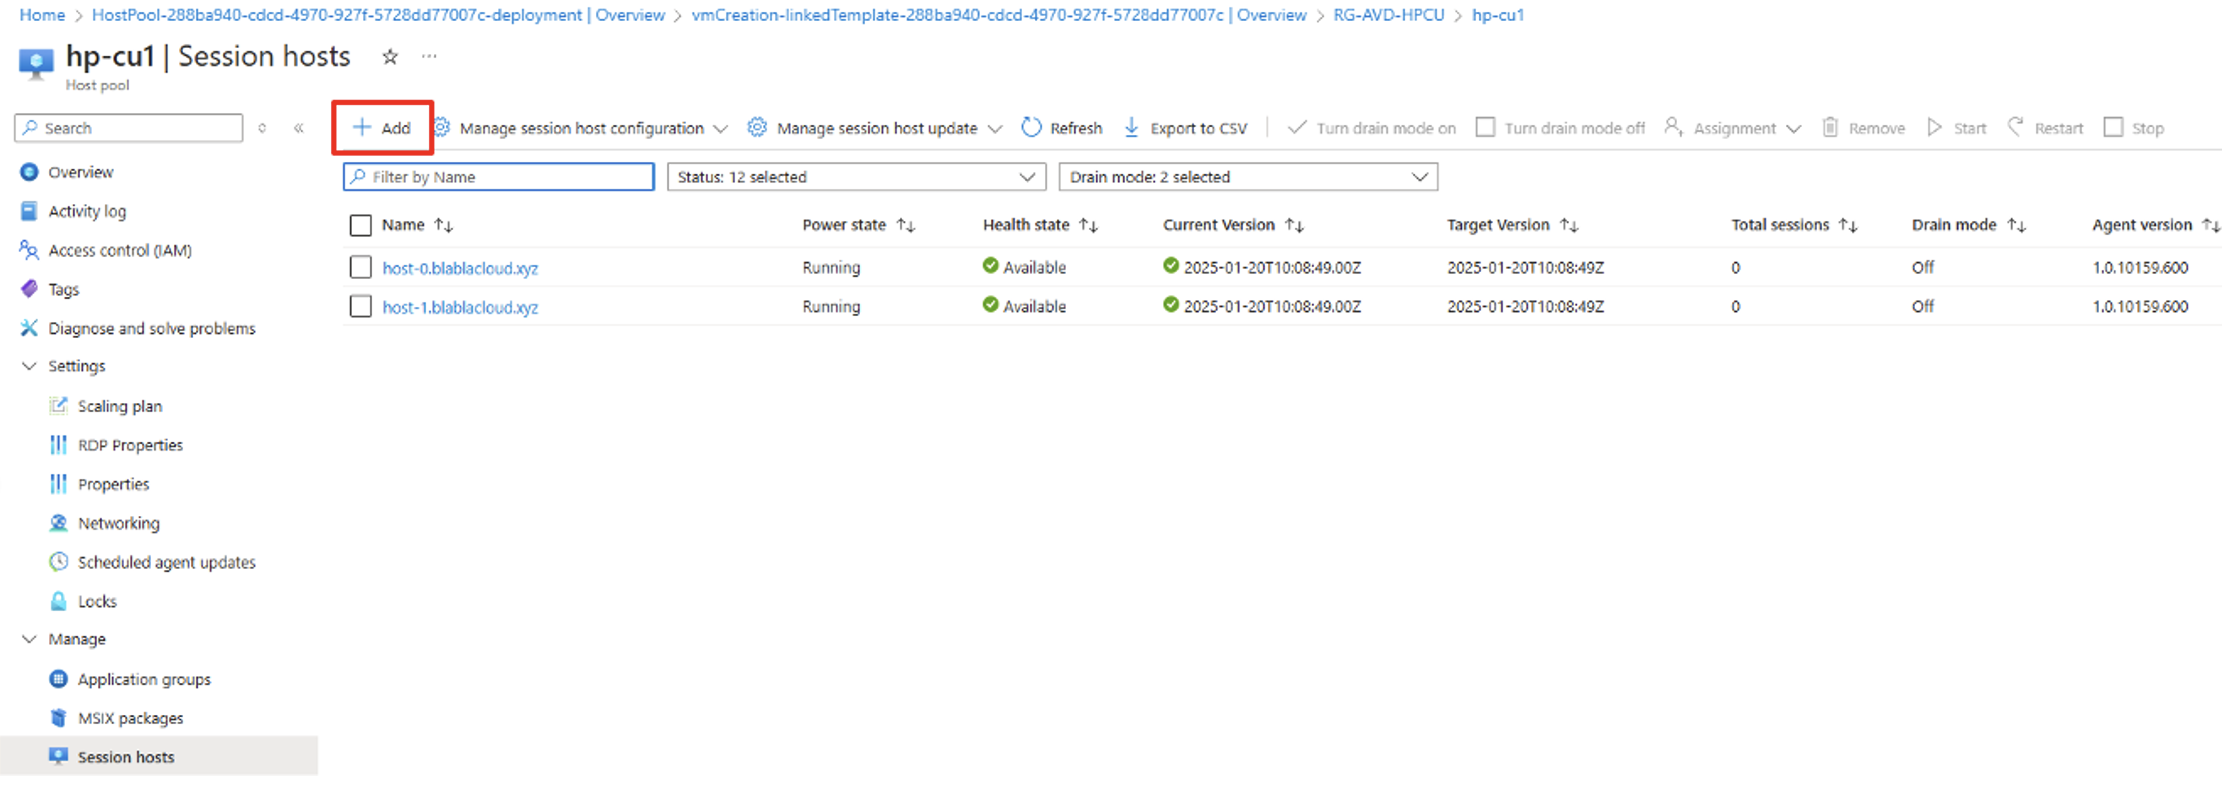 Home > HostPool-288ba940-cdcd-4970-927f-5728dd77007c-deployment | Overview > vmCreation-linkedTemplate-288ba940-cdcd-4970-927f-5728dd77007c | Overview > RG-AVD-HPCU > hp-cu1
hp-cu1 | Session hosts ☆ ...
Host pool
Search
Add Manage session host configuration Manage session host update Refresh Export to CSV Turn drain mode on Turn drain mode off Assignment Remove Start Restart Stop
Filter by Name Status: 12 selected Drain mode: 2 selected
Overview
Activity log
Access control (IAM)
Tags
Diagnose and solve problems
Settings
Scaling plan
RDP Properties
Properties
Networking
Scheduled agent updates
Locks
Manage
Application groups
MSIX packages
Session hosts
Name ↑↓ Power state ↑↓ Health state ↑↓ Current Version ↑↓ Target Version ↑↓ Total sessions ↑↓ Drain mode ↑↓ Agent version ↑↓
host-0.blablacloud.xyz Running Available 2025-01-20T10:08:49.00Z 2025-01-20T10:08:49Z 0 Off 1.0.10159.600
host-1.blablacloud.xyz Running Available 2025-01-20T10:08:49.00Z 2025-01-20T10:08:49Z 0 Off 1.0.10159.600